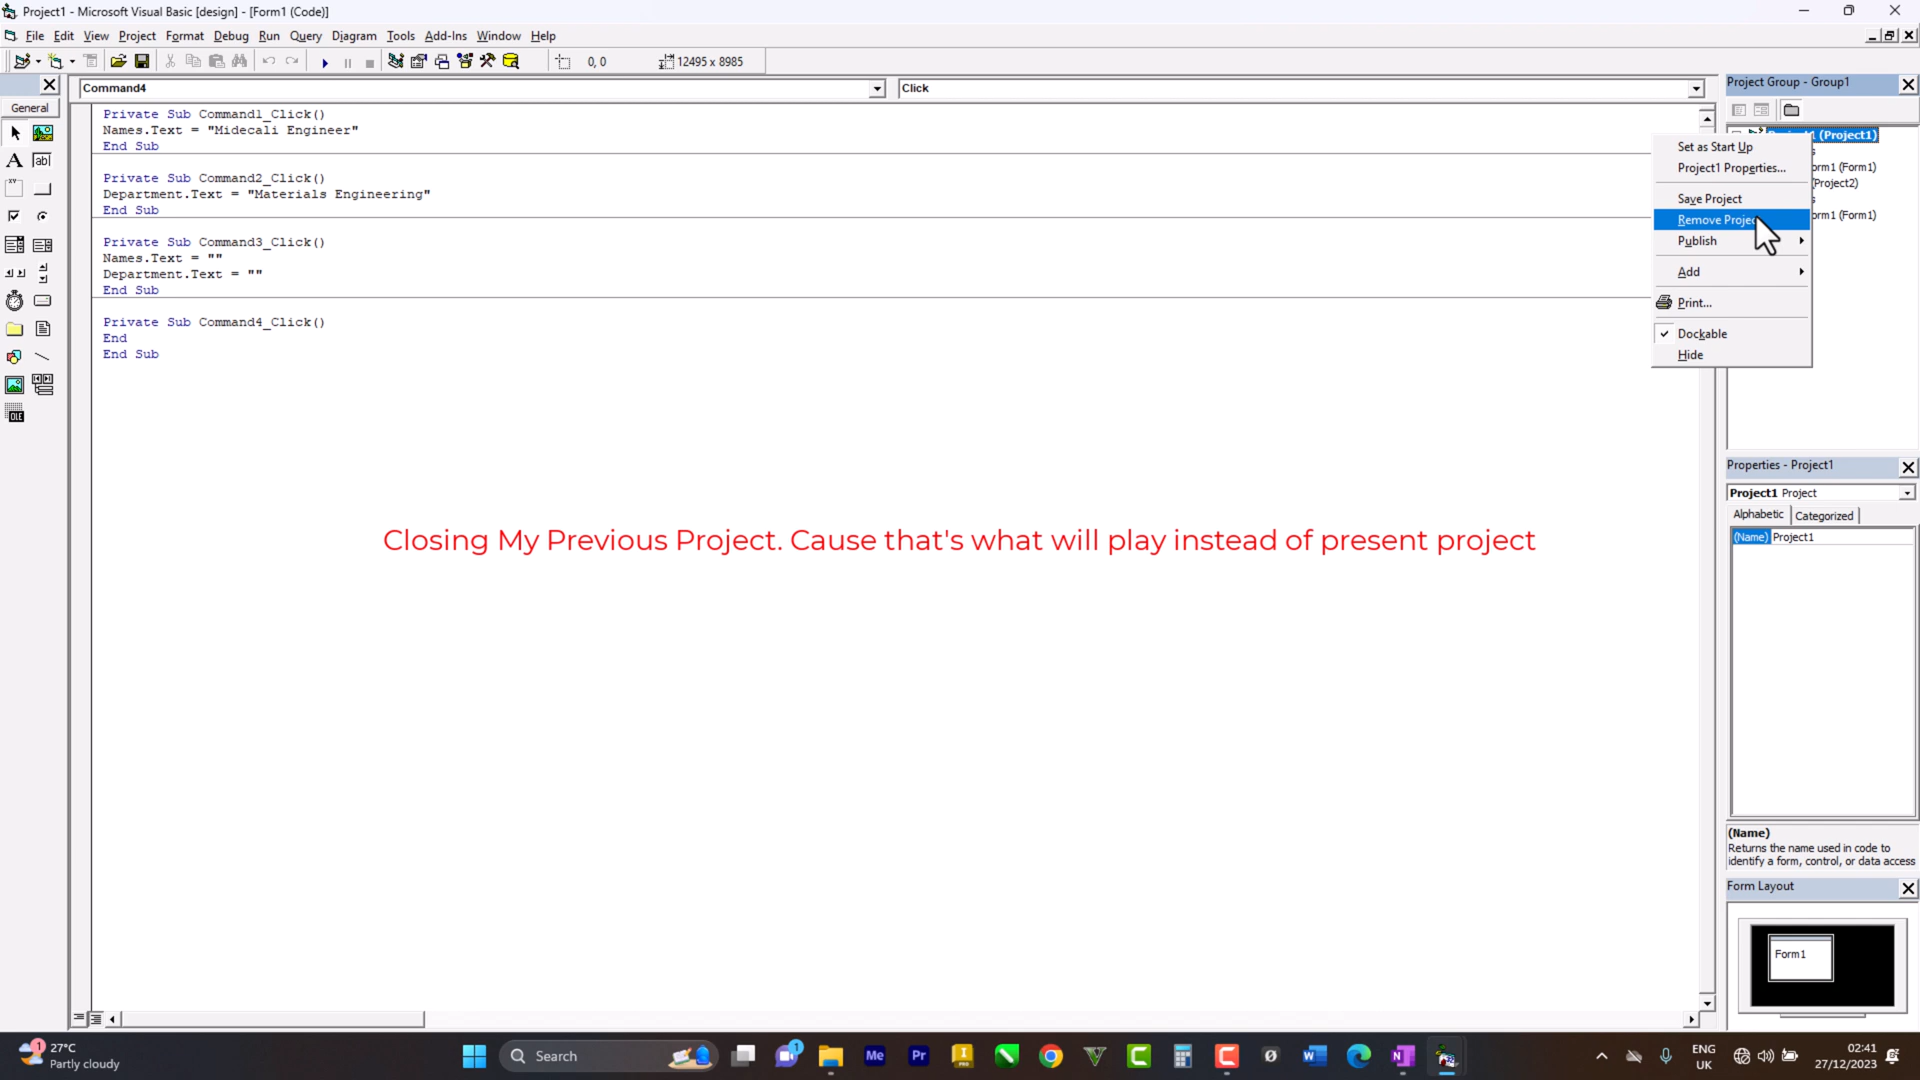 Project1 - Microsoft Visual Basic [design] - [Form1 (Code)]
File Edit View Project Format Debug Run Query Diagram Tools Add-Ins Window Help
0, 0 12495 x 8985
General
Command4 Click
Private Sub Command1_Click()
Names.Text = "Midecali Engineer"
End Sub
Private Sub Command2_Click()
Department.Text = "Materials Engineering"
End Sub
Private Sub Command3_Click()
Names.Text = ""
Department.Text = ""
End Sub
Private Sub Command4_Click()
End
End Sub
Closing My Previous Project. Cause that's what will play instead of present project
Project Group - Group1
(Project1)
(Form1)
(Project2)
(Form1)
Set as Start Up
Project1 Properties...
Save Project
Remove
Publish
Add
Print...
Dockable
Hide
Properties - Project1
Project1 Project
Alphabetic Categorized
(Name) Project1
(Name)
Returns the name used in code to
identify a form, control, or data access
Form Layout
Form1
1
27°C
Partly cloudy
Search
1
Me
Pr
ENG
UK
02:41
27/12/2023